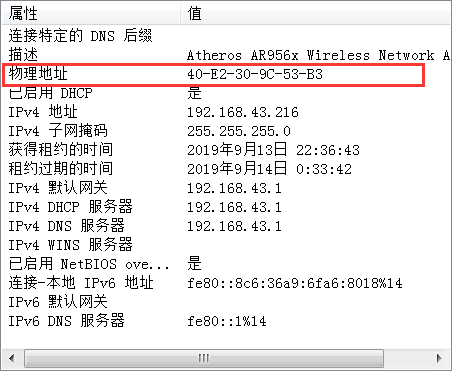 属性 值
连接特定的 DNS 后缀
描述 Atheros AR956x Wireless Network A
物理地址 40-E2-30-9C-53-B3
已启用 DHCP 是
IPv4 地址 192.168.43.216
IPv4 子网掩码 255.255.255.0
获得租约的时间 2019年9月13日 22:36:43
租约过期的时间 2019年9月14日 0:33:42
IPv4 默认网关 192.168.43.1
IPv4 DHCP 服务器 192.168.43.1
IPv4 DNS 服务器 192.168.43.1
IPv4 WINS 服务器
已启用 NetBIOS ove... 是
连接-本地 IPv6 地址 fe80::8c6:36a9:6fa6:8018%14
IPv6 默认网关
IPv6 DNS 服务器 fe80::1%14